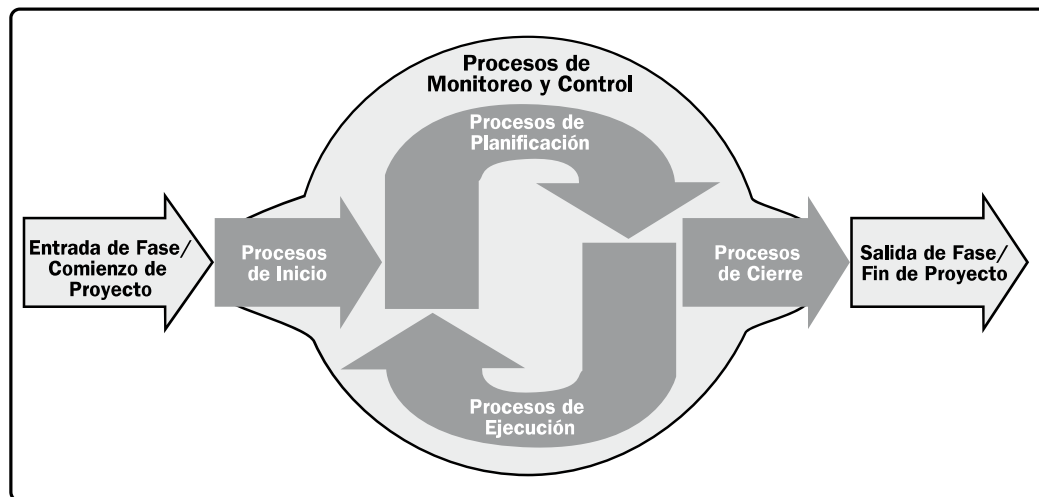 Procesos de
Monitoreo y Control
Procesos de
Planificación
Entrada de Fase/
Comienzo de
Proyecto
Procesos
de Inicio
Procesos
de Cierre
Salida de Fase/
Fin de Proyecto
Procesos de
Ejecución